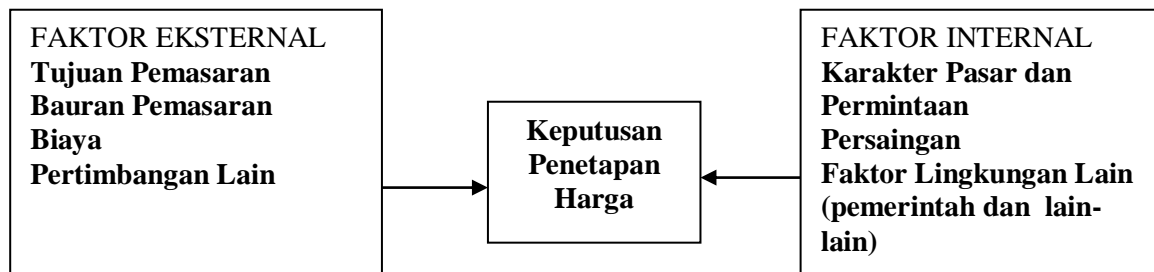 FAKTOR EKSTERNAL
Tujuan Pemasaran
Bauran Pemasaran
Biaya
Pertimbangan Lain
Keputusan
Penetapan
Harga
FAKTOR INTERNAL
Karakter Pasar dan
Permintaan
Persaingan
Faktor Lingkungan Lain
(pemerintah dan lain-
lain)